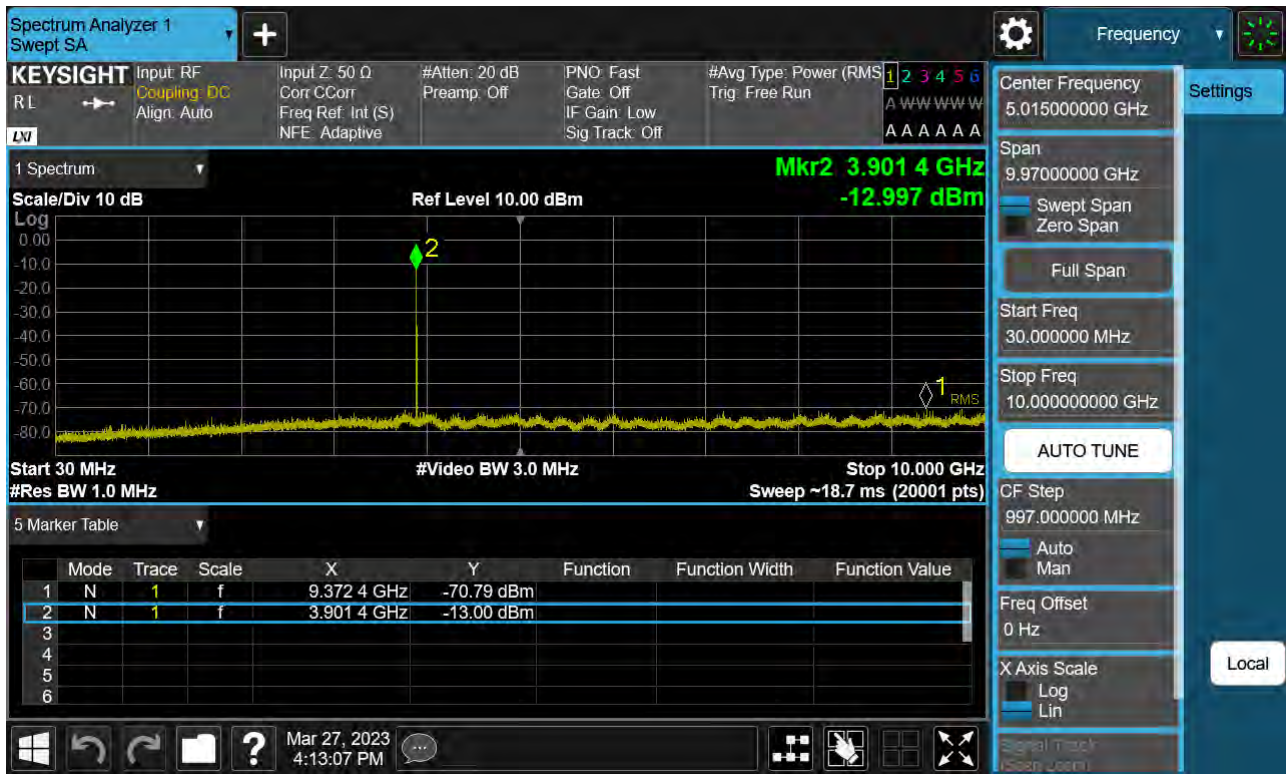 Spectrum Analyzer 1
Swept SA
+
Frequency
KEYSIGHT
RL
LXI
Input: RF
Coupling: DC
Align: Auto
Input Z: 50 Ω
Corr CCorr
Freq Ref: Int (S)
NFE: Adaptive
#Atten: 20 dB
Preamp: Off
PNO: Fast
Gate: Off
IF Gain: Low
Sig Track: Off
#Avg Type: Power (RMS
Trig: Free Run
1 2 3 4 5 6
A W W W W W
A A A A A A
1 Spectrum
Mkr2 3.901 4 GHz
Scale/Div 10 dB
Ref Level 10.00 dBm
-12.997 dBm
Log
0.00
-10.0
-20.0
-30.0
-40.0
-50.0
-60.0
-70.0
-80.0
2
1
RMS
Start 30 MHz
#Video BW 3.0 MHz
Stop 10.000 GHz
#Res BW 1.0 MHz
Sweep ~18.7 ms (20001 pts)
5 Marker Table
Mode Trace Scale X Y Function Function Width Function Value
1 N 1 f 9.372 4 GHz -70.79 dBm
2 N 1 f 3.901 4 GHz -13.00 dBm
3
4
5
6
Center Frequency
5.015000000 GHz
Settings
Span
9.97000000 GHz
Swept Span
Zero Span
Full Span
Start Freq
30.000000 MHz
Stop Freq
10.000000000 GHz
AUTO TUNE
CF Step
997.000000 MHz
Auto
Man
Freq Offset
0 Hz
X Axis Scale
Log
Lin
Signal Track
(Span Zoom)
Local
?
Mar 27, 2023
4:13:07 PM